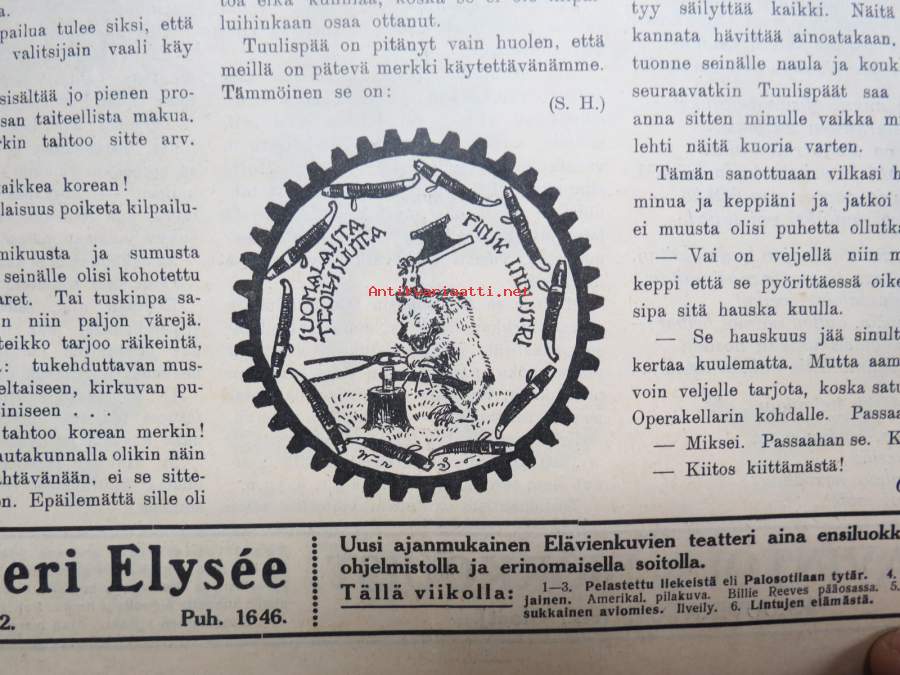 a.
pailua tulee siksi, että
valitsijain vaali käy
sisältää jo pienen pro-
san taiteellista makua.
rkin tahtoo sitte arv.
vaikkea korean!
laisuus poiketa kilpailu-
mikuusta ja sumusta
seinälle olisi kohotettu
aret. Tai tuskinpa sa-
n niin paljon värejä.
teikko tarjoo räikeintä,
.: tukehduttavan mus-
eltaiseen, kirkuvan pu-
iniseen . . .
tahtoo korean merkin!
autakunnalla olikin näin
htävänään, ei se sitte-
on. Epäilemättä sille oli
luihinkaan osaa ottanut.
Tuulispää on pitänyt vain huolen, että
meillä on pätevä merkki käytettävänämme.
Tämmöinen se on:
(S. H.)
SUOMALAISTA
TEOLLISUUTTA
FINSK INDUSTRI
Antikvariaatti.net
W-n S-o.
tyy säilyttää kaikki. Näitä
kannata hävittää ainoatakaan.
tuonne seinälle naula ja kouk
seuraavatkin Tuulispäät saa
anna sitten minulle vaikka m
lehti näitä kuoria varten.
Tämän sanottuaan vilkasi h
minua ja keppiäni ja jatkoi
ei muusta olisi puhetta ollutka
— Vai on veljellä niin m
keppi että se pyörittäessä oike
sipa sitä hauska kuulla.
— Se hauskuus jää sinult
kertaa kuulematta. Mutta aam
voin veljelle tarjota, koska satu
Operakellarin kohdalle. Passaa
— Miksei. Passaahan se. K
— Kiitos kiittämästä!
eri Elysée
2. Puh. 1646.
Uusi ajanmukainen Elävienkuvien teatteri aina ensiluokk
ohjelmistolla ja erinomaisella soitolla.
Tällä viikolla:
1—3. Pelastettu liekeistä eli Palosotilaan tytär. 4.
jainen. Amerikal. pilakuva. Billie Reeves pääosassa. 5.
sukkainen aviomies. Ilveily. 6. Lintujen elämästä.